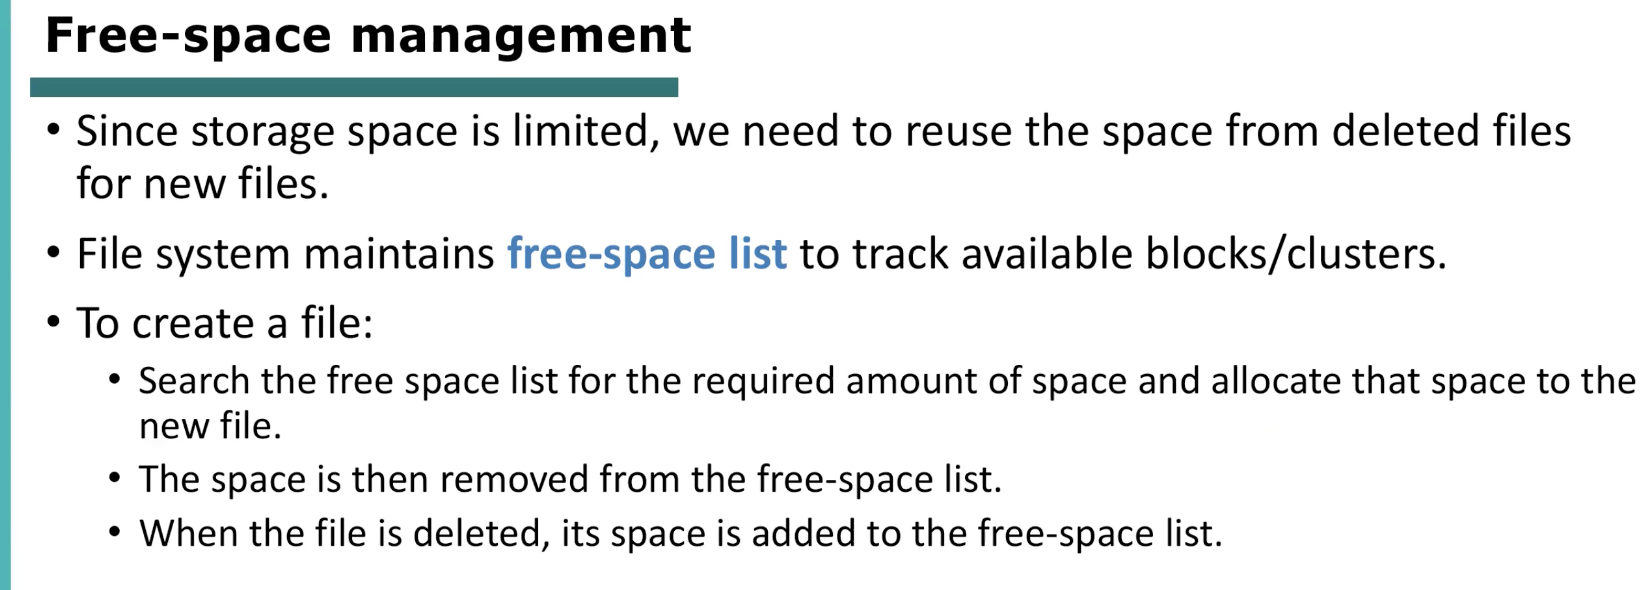 Free-space management
• Since storage space is limited, we need to reuse the space from deleted files
for new files.
• File system maintains free-space list to track available blocks/clusters.
• To create a file:
• Search the free space list for the required amount of space and allocate that space to the
new file.
• The space is then removed from the free-space list.
• When the file is deleted, its space is added to the free-space list.